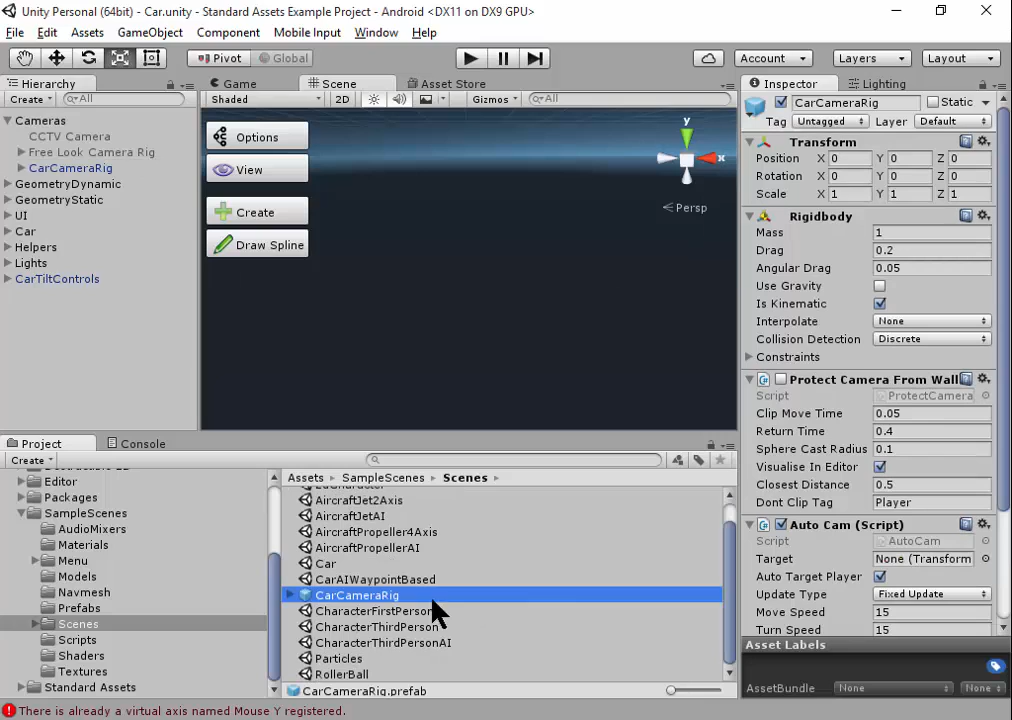 Unity Personal (64bit) - Car.unity - Standard Assets Example Project - Android <DX11 on DX9 GPU>
File Edit Assets GameObject Component Mobile Input Window Help
Pivot Global Account Layers Layout
Hierarchy Game Scene Asset Store Inspector Lighting
Create All Shaded 2D Gizmos All CarCameraRig Static
Tag Untagged Layer Default
Cameras
CCTV Camera
Free Look Camera Rig
CarCameraRig
GeometryDynamic
GeometryStatic
UI
Car
Helpers
Lights
CarTiltControls
Options
View
Create
Draw Spline
y
x
Persp
Transform
Position X 0 Y 0 Z 0
Rotation X 0 Y 0 Z 0
Scale X 1 Y 1 Z 1
Rigidbody
Mass 1
Drag 0.2
Angular Drag 0.05
Use Gravity
Is Kinematic
Interpolate None
Collision Detection Discrete
Constraints
Protect Camera From Wall
Script ProtectCamera
Clip Move Time 0.05
Return Time 0.4
Sphere Cast Radius 0.1
Visualise In Editor
Closest Distance 0.5
Dont Clip Tag Player
Auto Cam (Script)
Script AutoCam
Target None (Transform
Auto Target Player
Update Type Fixed Update
Move Speed 15
Turn Speed 15
Asset Labels
AssetBundle None None
Project Console
Create
Editor
Packages
SampleScenes
AudioMixers
Materials
Menu
Models
Navmesh
Prefabs
Scenes
Scripts
Shaders
Textures
Standard Assets
Assets SampleScenes Scenes
AircraftJet2Axis
AircraftJetAI
AircraftPropeller4Axis
AircraftPropellerAI
Car
CarAIWaypointBased
CarCameraRig
CharacterFirstPerson
CharacterThirdPerson
CharacterThirdPersonAI
Particles
RollerBall
CarCameraRig.prefab
There is already a virtual axis named Mouse Y registered.